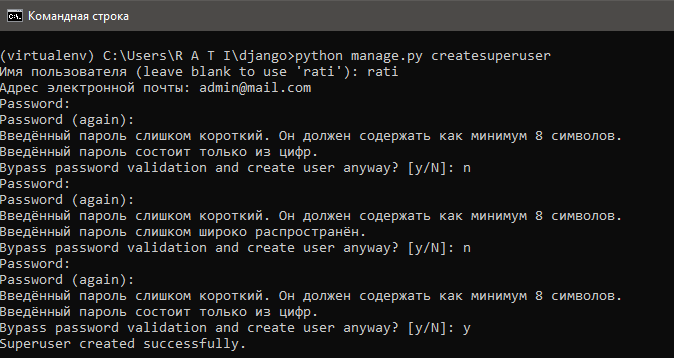 Командная строка
(virtualenv) C:\Users\R A T I\django>python manage.py createsuperuser
Имя пользователя (leave blank to use 'rati'): rati
Адрес электронной почты: admin@mail.com
Password:
Password (again):
Введённый пароль слишком короткий. Он должен содержать как минимум 8 символов.
Введённый пароль состоит только из цифр.
Bypass password validation and create user anyway? [y/N]: n
Password:
Password (again):
Введённый пароль слишком короткий. Он должен содержать как минимум 8 символов.
Введённый пароль слишком широко распространён.
Bypass password validation and create user anyway? [y/N]: n
Password:
Password (again):
Введённый пароль слишком короткий. Он должен содержать как минимум 8 символов.
Введённый пароль состоит только из цифр.
Bypass password validation and create user anyway? [y/N]: y
Superuser created successfully.